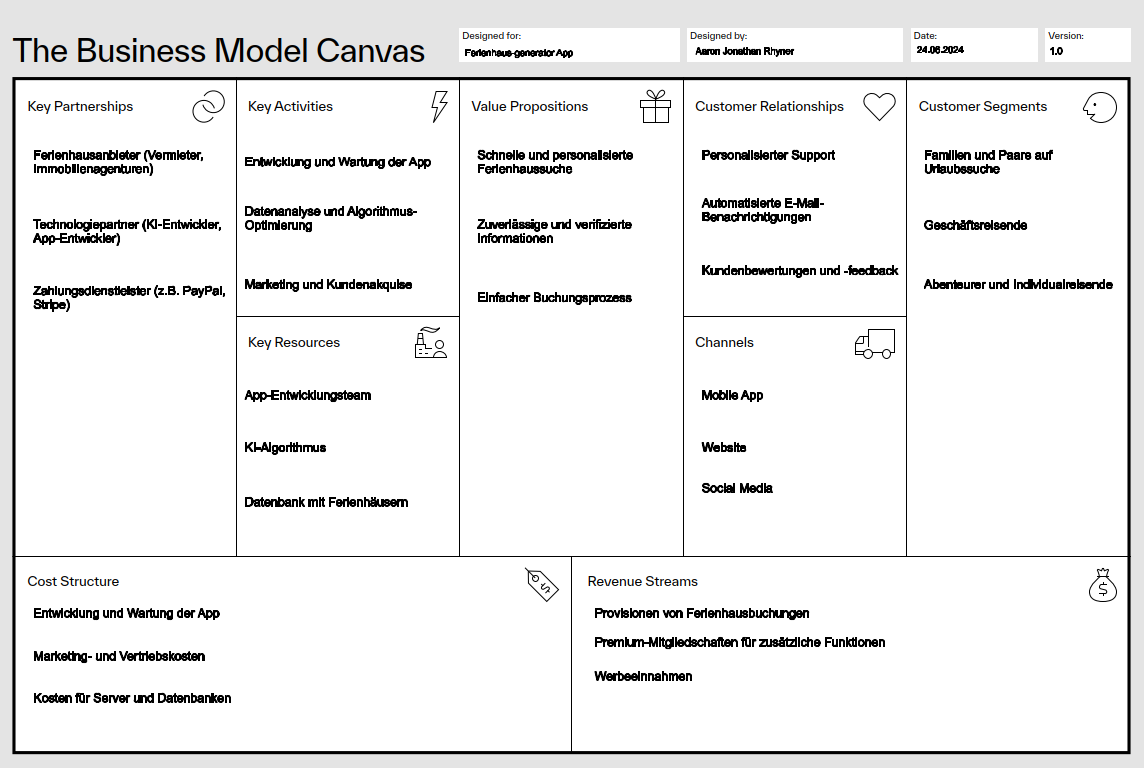 The Business Model Canvas
Designed for:
Ferienhaus-generator App
Designed by:
Aaron Jonathan Rhyner
Date:
24.06.2024
Version:
1.0
Key Partnerships
Ferienhausanbieter (Vermieter,
Immobilienagenturen)
Technologiepartner (KI-Entwickler,
App-Entwickler)
Zahlungsdienstleister (z.B. PayPal,
Stripe)
Key Activities
Entwicklung und Wartung der App
Datenanalyse und Algorithmus-
Optimierung
Marketing und Kundenakquise
Key Resources
App-Entwicklungsteam
KI-Algorithmus
Datenbank mit Ferienhäusern
Value Propositions
Schnelle und personalisierte
Ferienhaussuche
Zuverlässige und verifizierte
Informationen
Einfacher Buchungsprozess
Customer Relationships
Personalisierter Support
Automatisierte E-Mail-
Benachrichtigungen
Kundenbewertungen und -feedback
Channels
Mobile App
Website
Social Media
Customer Segments
Familien und Paare auf
Urlaubssuche
Geschäftsreisende
Abenteurer und Individualreisende
Cost Structure
Entwicklung und Wartung der App
Marketing- und Vertriebskosten
Kosten für Server und Datenbanken
Revenue Streams
Provisionen von Ferienhausbuchungen
Premium-Mitgliedschaften für zusätzliche Funktionen
Werbeeinnahmen